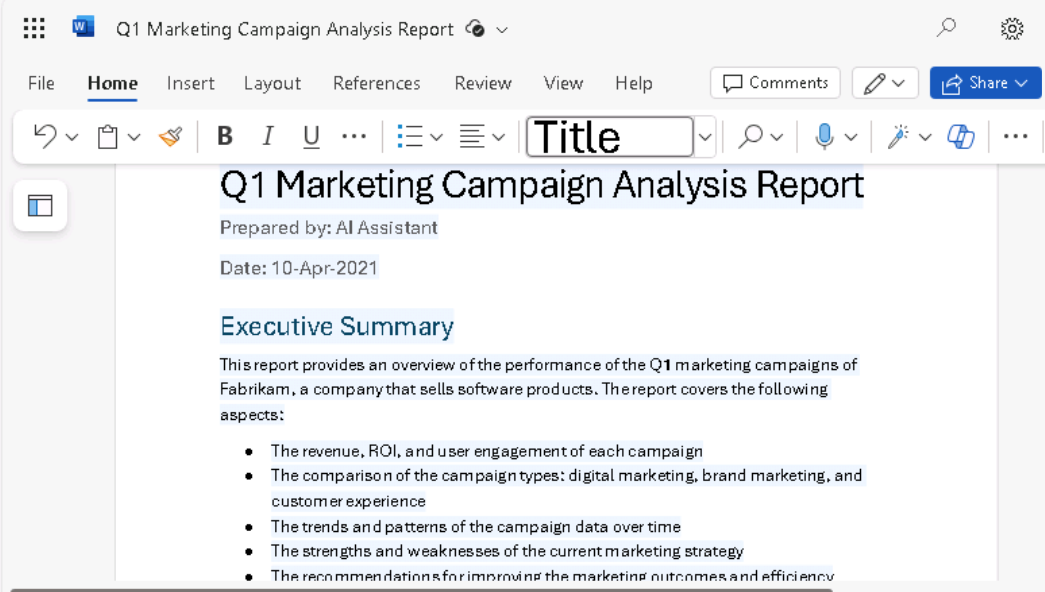 W Q1 Marketing Campaign Analysis Report
File Home Insert Layout References Review View Help Comments Share
B I U Title
Q1 Marketing Campaign Analysis Report
Prepared by: AI Assistant
Date: 10-Apr-2021
Executive Summary
This report provides an overview of the performance of the Q1 marketing campaigns of
Fabrikam, a company that sells software products. The report covers the following
aspects:
● The revenue, ROI, and user engagement of each campaign
● The comparison of the campaign types: digital marketing, brand marketing, and
customer experience
● The trends and patterns of the campaign data over time
● The strengths and weaknesses of the current marketing strategy
● The recommendations for improving the marketing outcomes and efficiency